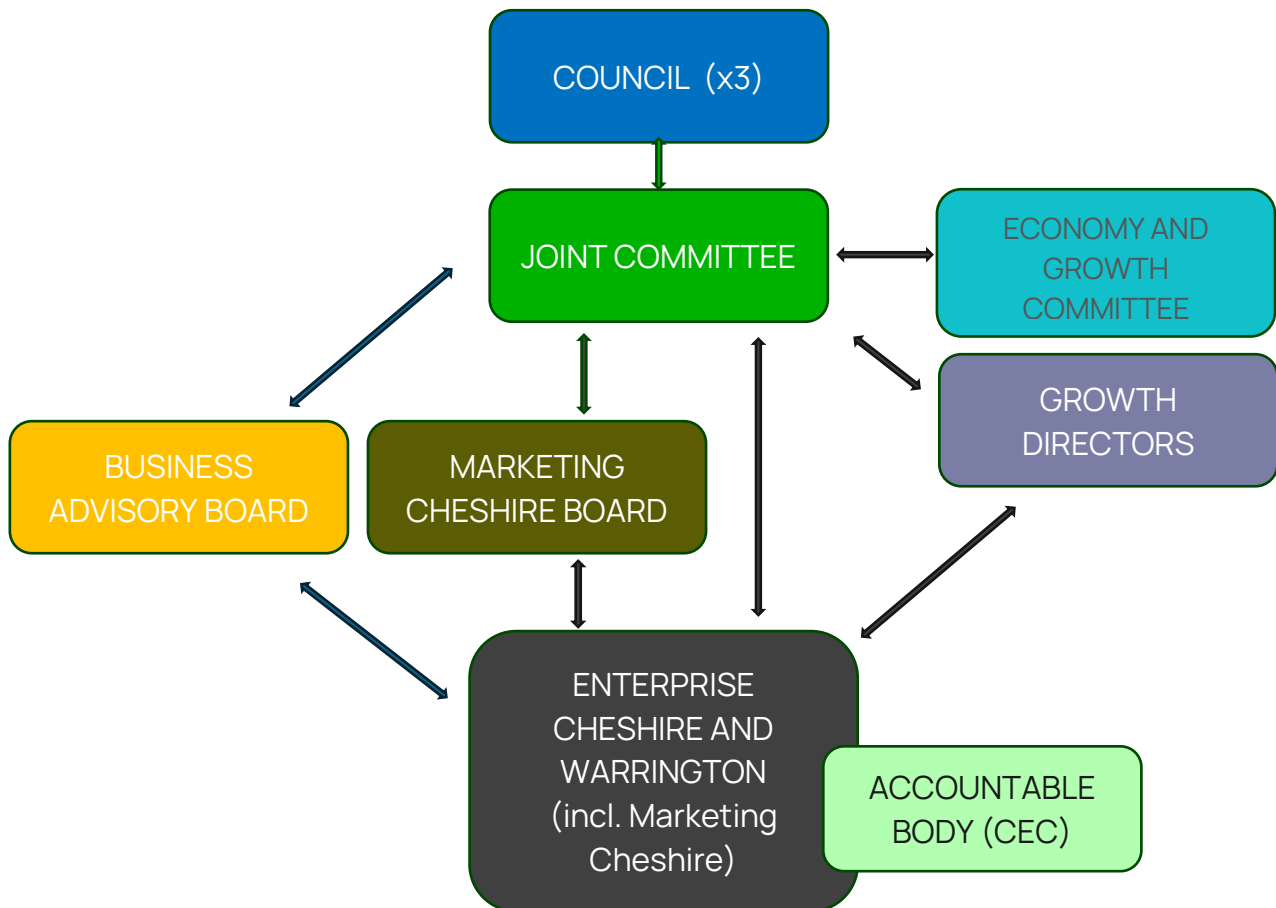 COUNCIL (x3)
JOINT COMMITTEE
ECONOMY AND
GROWTH
COMMITTEE
GROWTH
DIRECTORS
BUSINESS
ADVISORY BOARD
MARKETING
CHESHIRE BOARD
ENTERPRISE
CHESHIRE AND
WARRINGTON
(incl. Marketing
Cheshire)
ACCOUNTABLE
BODY (CEC)